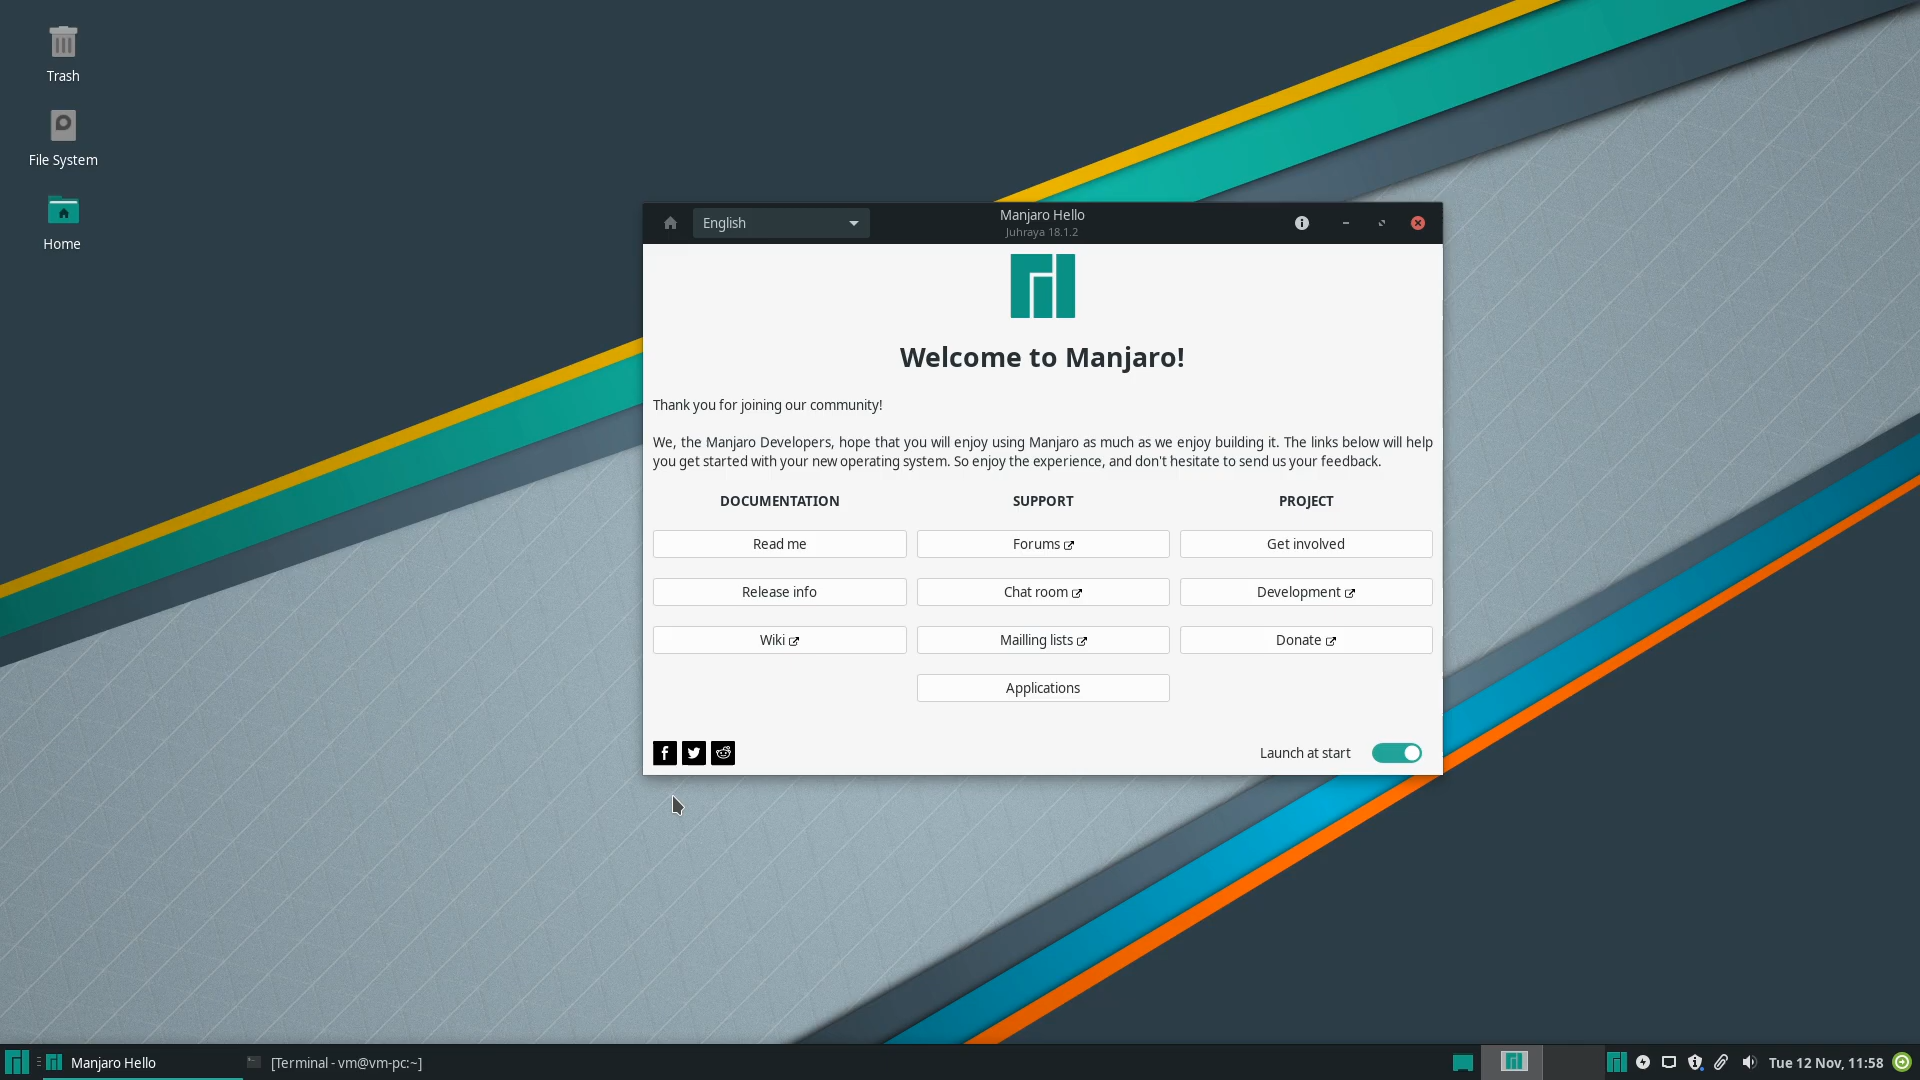 Trash
File System
Home
English
Manjaro Hello
Juhraya 18.1.2
Welcome to Manjaro!
Thank you for joining our community!
We, the Manjaro Developers, hope that you will enjoy using Manjaro as much as we enjoy building it. The links below will help
you get started with your new operating system. So enjoy the experience, and don't hesitate to send us your feedback.
DOCUMENTATION SUPPORT PROJECT
Read me Forums Get involved
Release info Chat room Development
Wiki Mailling lists Donate
Applications
Launch at start
Manjaro Hello [Terminal - vm@vm-pc:~] Tue 12 Nov, 11:58